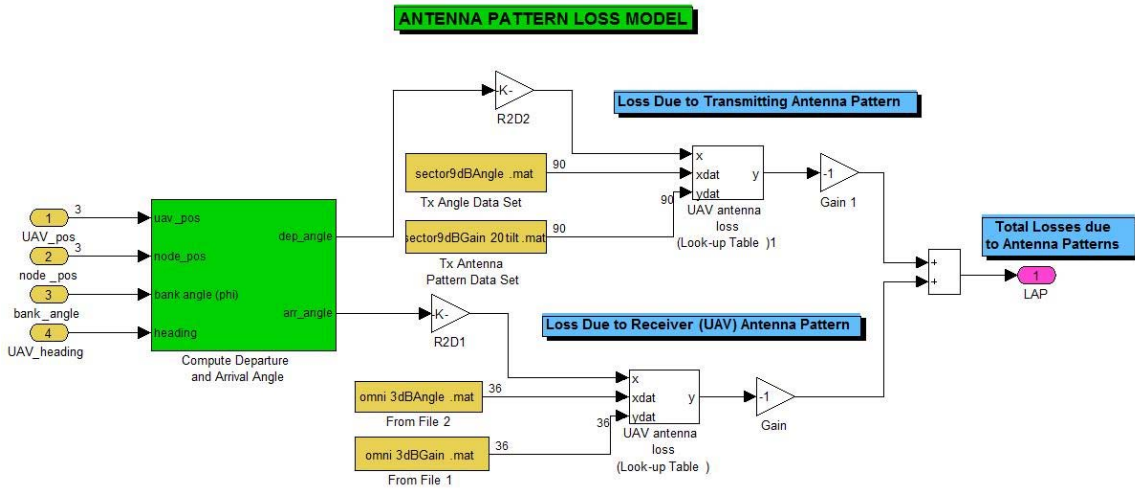 ANTENNA PATTERN LOSS MODEL
-K-
R2D2
Loss Due to Transmitting Antenna Pattern
sector9dBAngle .mat
90
Tx Angle Data Set
sector9dBGain 20tilt .mat
90
Tx Antenna
Pattern Data Set
x
xdat
ydat
y
90
UAV antenna
loss
(Look-up Table )1
-1
Gain 1
1
3
UAV_pos
2
3
node _pos
3
bank_angle
4
UAV_heading
uav _pos
node_pos
bank angle (phi)
heading
dep_angle
arr_angle
Compute Departure
and Arrival Angle
-K-
R2D1
Loss Due to Receiver (UAV) Antenna Pattern
omni 3dBAngle .mat
36
From File 2
omni 3dBGain .mat
36
From File 1
x
xdat
ydat
y
36
UAV antenna
loss
(Look-up Table )
-1
Gain
+
+
Total Losses due
to Antenna Patterns
1
LAP